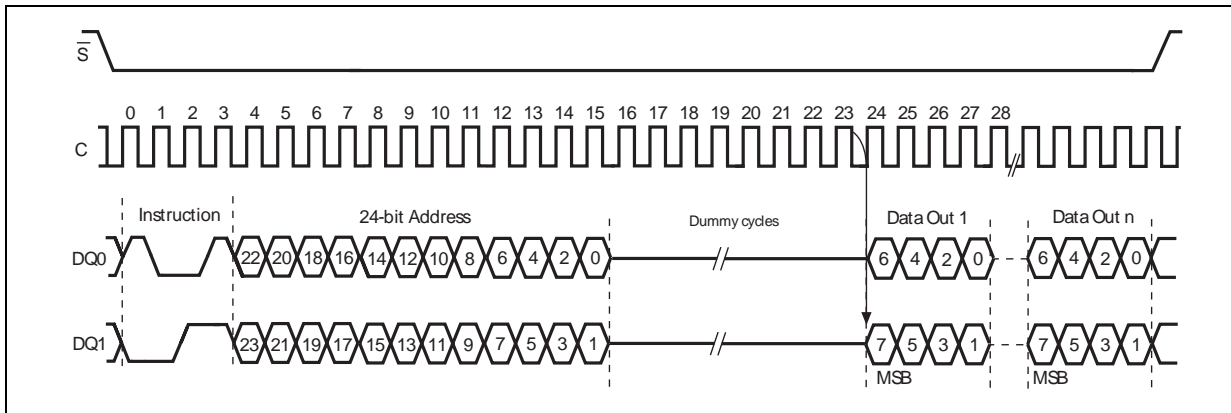 S
0 1 2 3 4 5 6 7 8 9 10 11 12 13 14 15 16 17 18 19 20 21 22 23 24 25 26 27 28
C
Instruction 24-bit Address Dummy cycles Data Out 1 Data Out n
DQ0 22 20 18 16 14 12 10 8 6 4 2 0 6 4 2 0 6 4 2 0
DQ1 23 21 19 17 15 13 11 9 7 5 3 1 7 5 3 1 7 5 3 1
MSB MSB